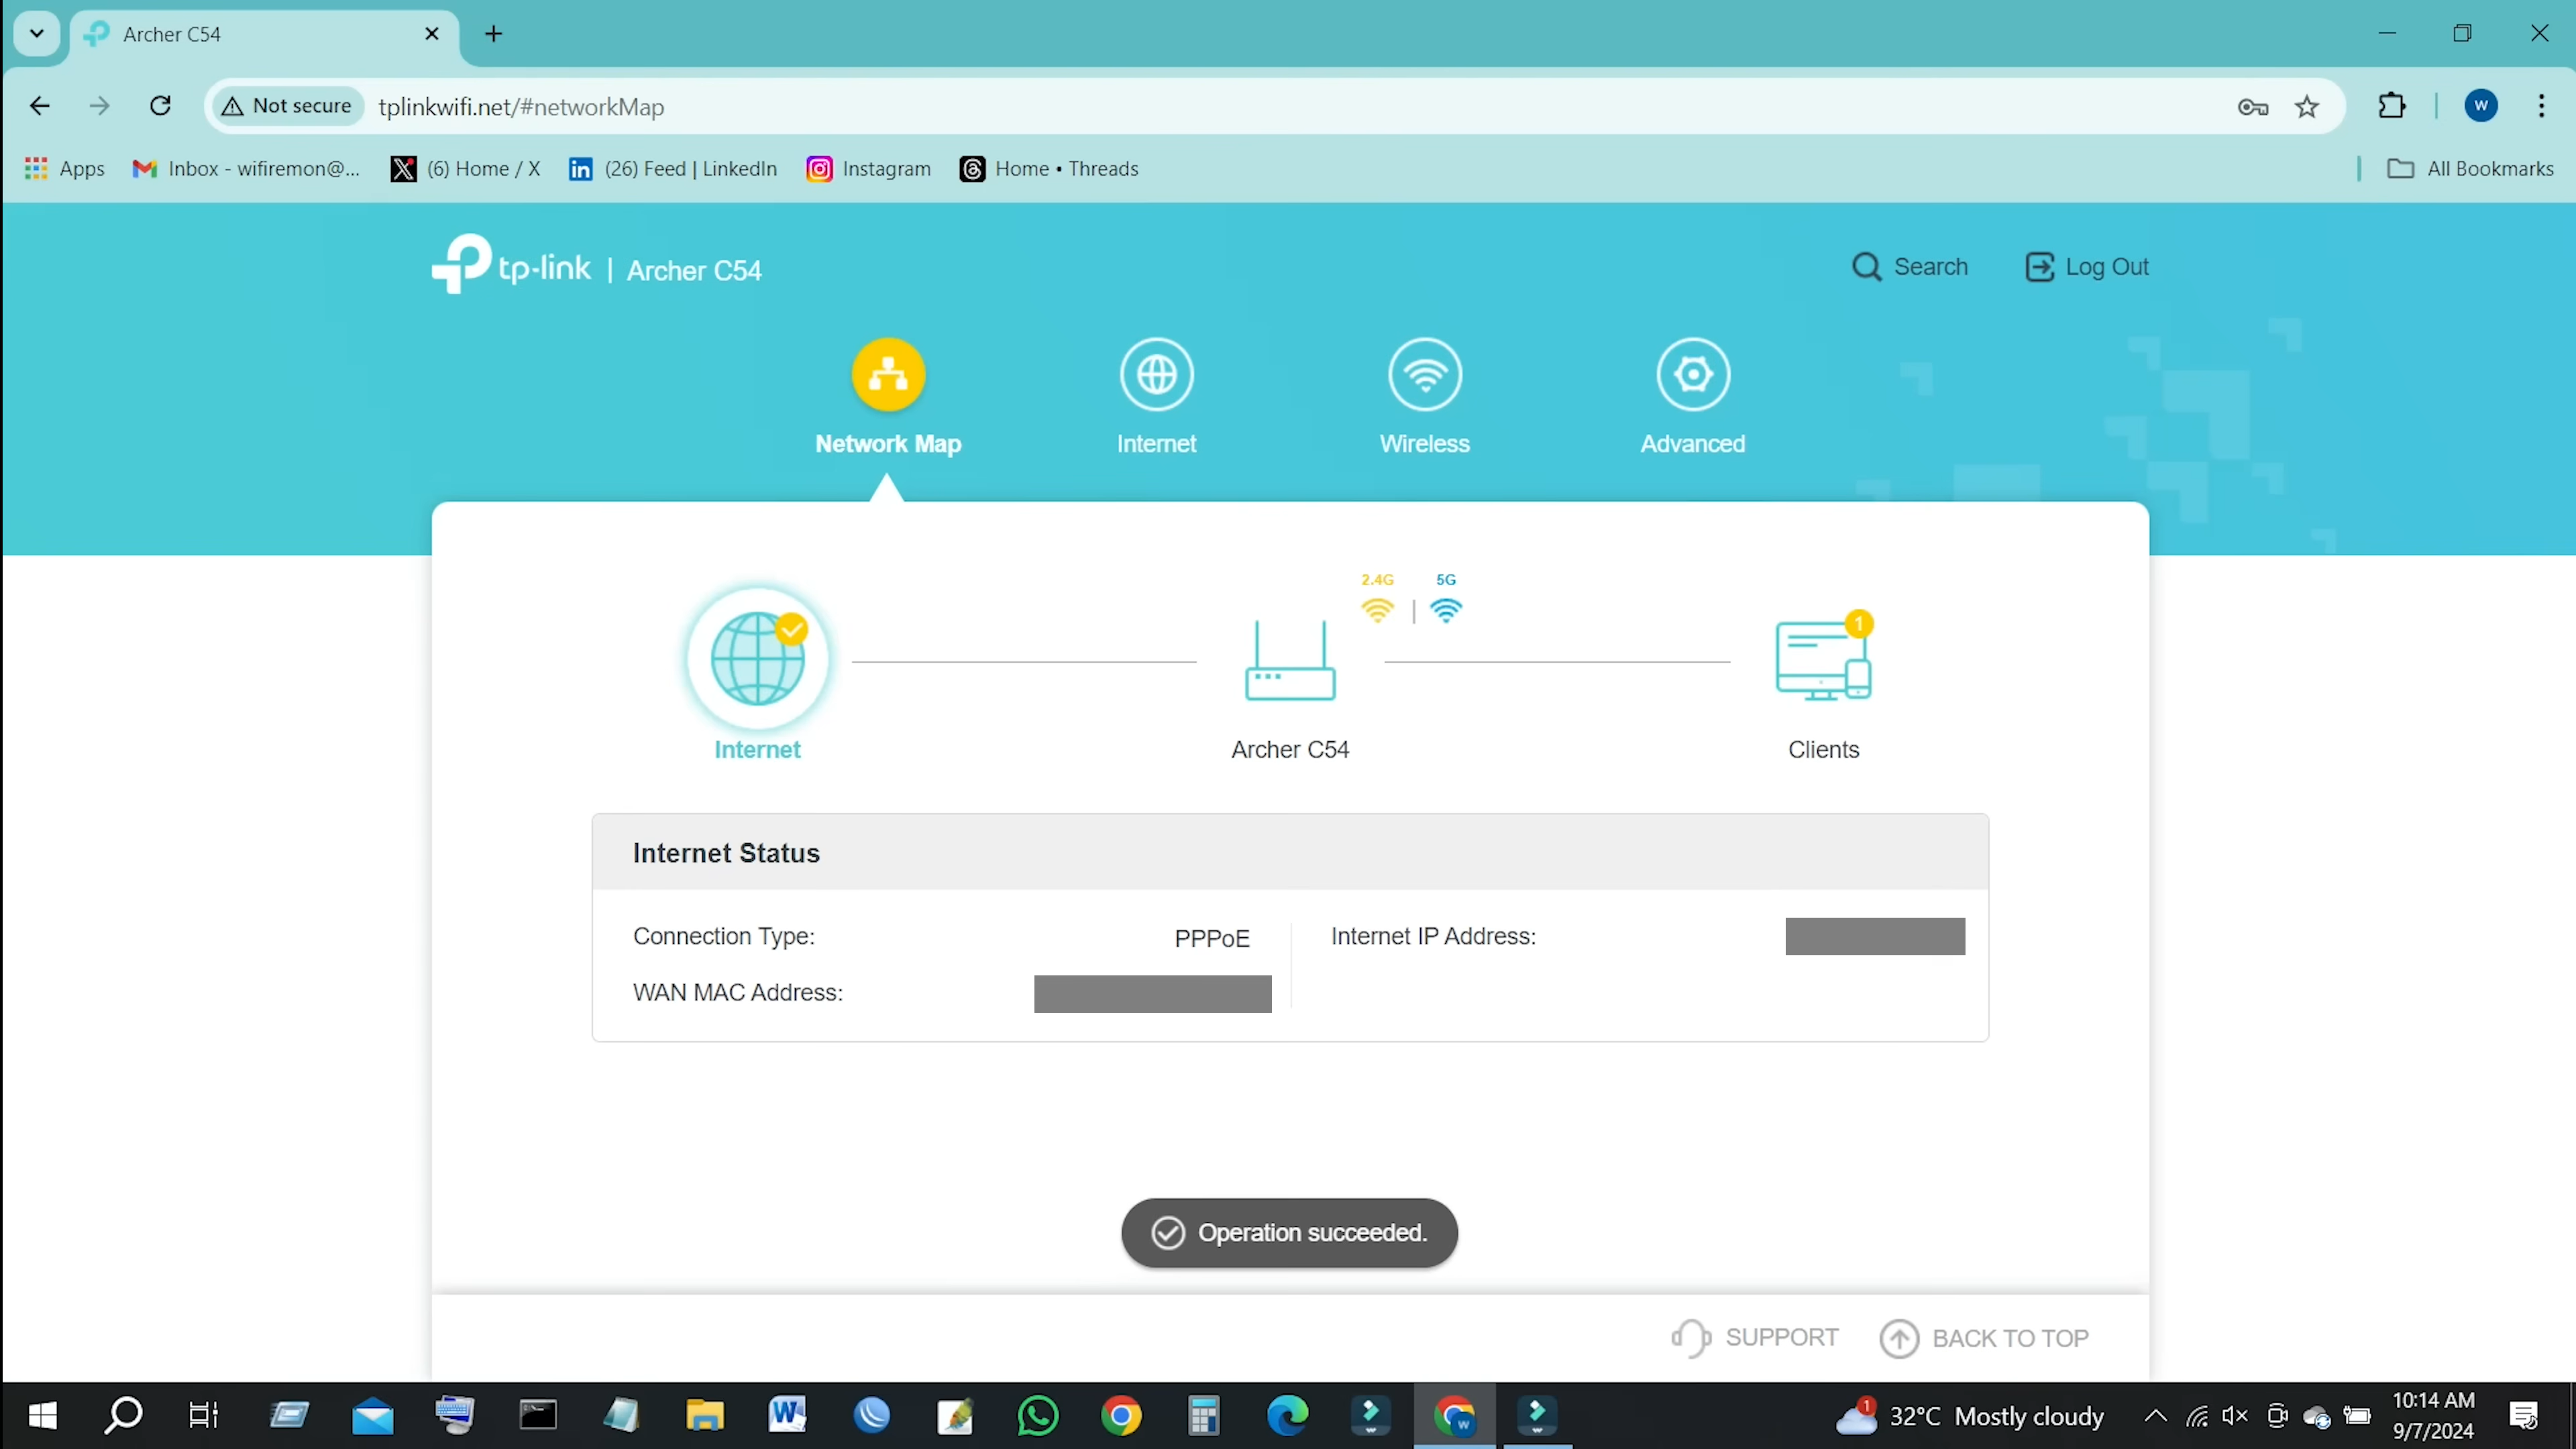 Archer C54
Not secure
tplinkwifi.net/#networkMap
W
Apps
Inbox - wifiremon@...
(6) Home / X
(26) Feed | LinkedIn
Instagram
Home • Threads
All Bookmarks
tp-link | Archer C54
Search
Log Out
Network Map
Internet
Wireless
Advanced
2.4G | 5G
1
Internet
Archer C54
Clients
Internet Status
Connection Type: PPPoE
Internet IP Address:
WAN MAC Address:
Operation succeeded.
SUPPORT
BACK TO TOP
1
32°C Mostly cloudy
10:14 AM
9/7/2024